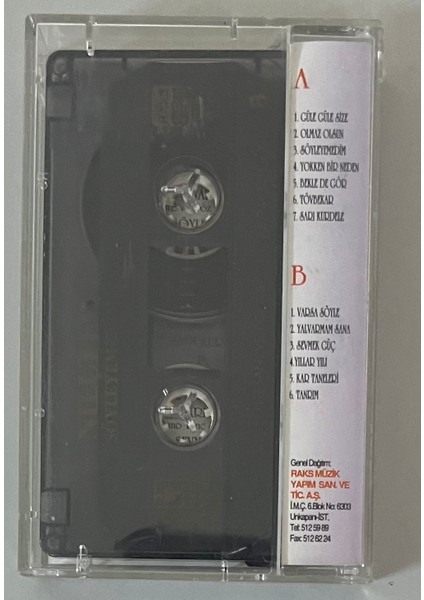 A
1. GÜLE GÜLE SİZE
2. OLMAZ OLSUN
3. SÖYLEYEMEDİM
4. YOKKEN BİR NEDEN
5. BEKLE DE GÖR
6. TÖVBEKAR
7. SARI KURDELE
B
1. VARSA SÖYLE
2. YALVARMAM SANA
3. SEVMEK GÜÇ
4.YILLAR YILI
5. KAR TANELERİ
6. TANRIM
Genel Dağıtım:
RAKS MÜZİK
YAPIM SAN. VE
TİC. A.Ş.
İ.M.Ç. 6.Blok No: 6303
Unkapanı-İST.
Tel: 512 59 89
Fax: 512 62 24